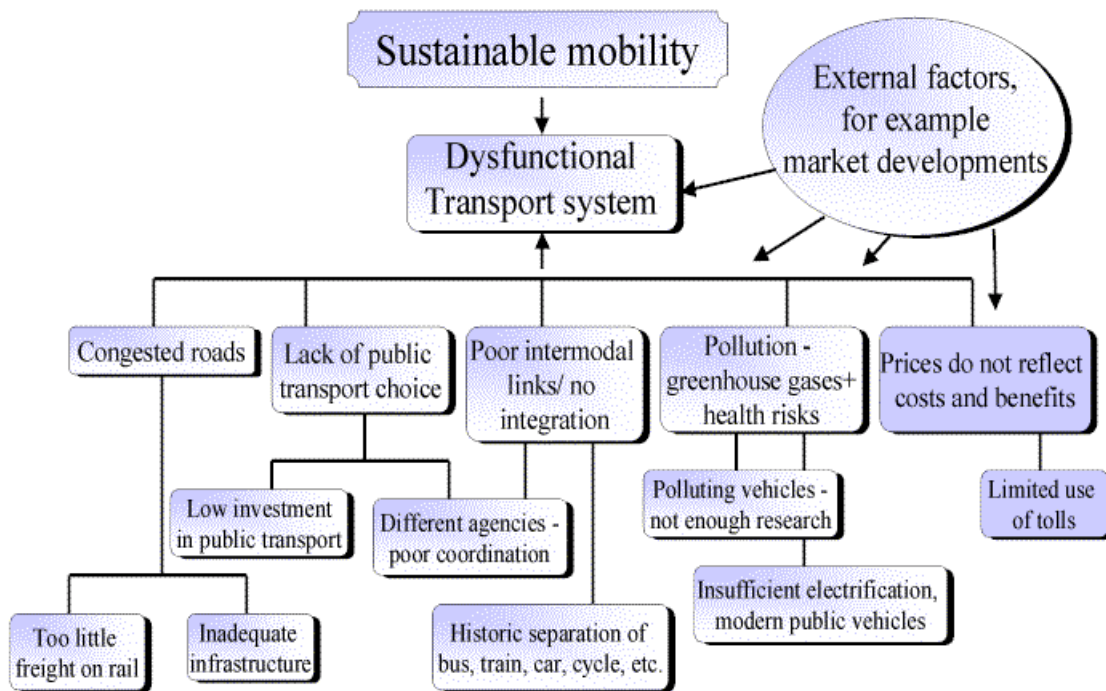 Sustainable mobility
External factors,
for example
market developments
Dysfunctional
Transport system
Congested roads
Lack of public
transport choice
Poor intermodal
links/ no
integration
Pollution -
greenhouse gases+
health risks
Prices do not reflect
costs and benefits
Low investment
in public transport
Different agencies -
poor coordination
Polluting vehicles -
not enough research
Limited use
of tolls
Too little
freight on rail
Inadequate
infrastructure
Historic separation of
bus, train, car, cycle, etc.
Insufficient electrification,
modern public vehicles